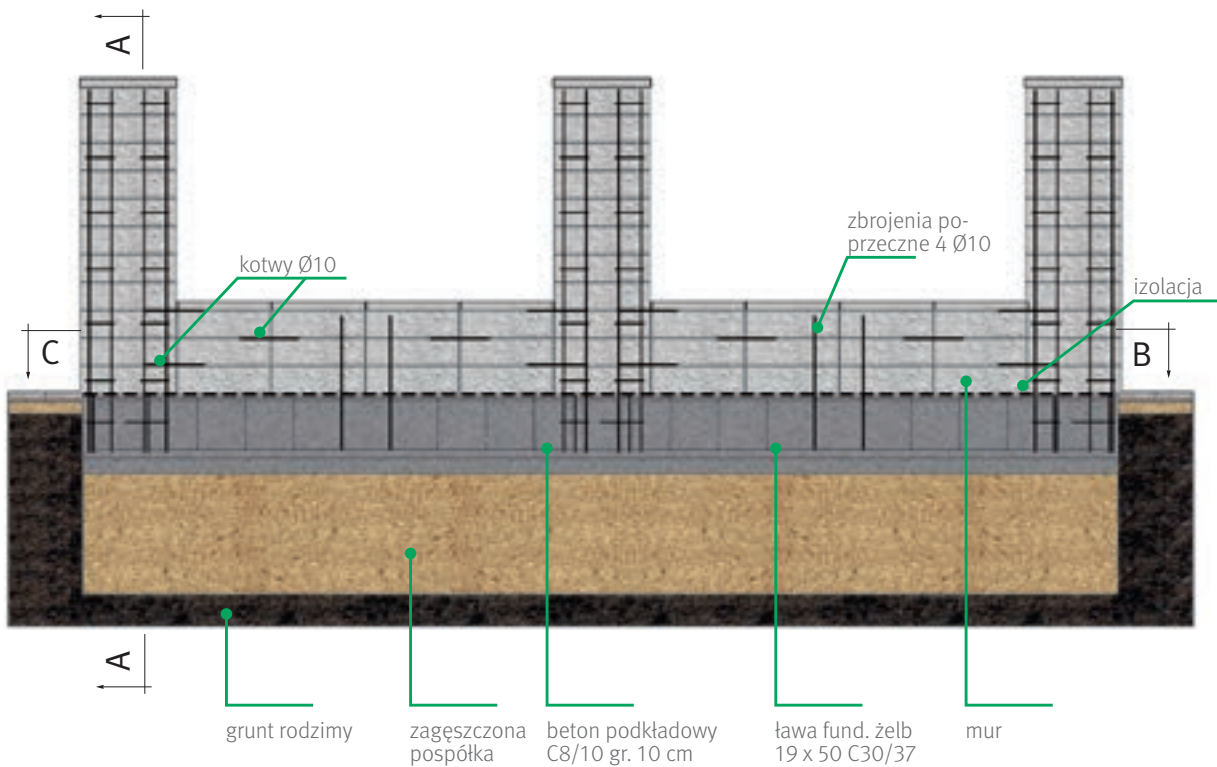 A
zbrojenia po-
przeczne 4 Ø10
kotwy Ø10
izolacja
C
B
A
grunt rodzimy
zagęszczona
pospółka
beton podkładowy
C8/10 gr. 10 cm
ława fund. żelb
19 x 50 C30/37
mur